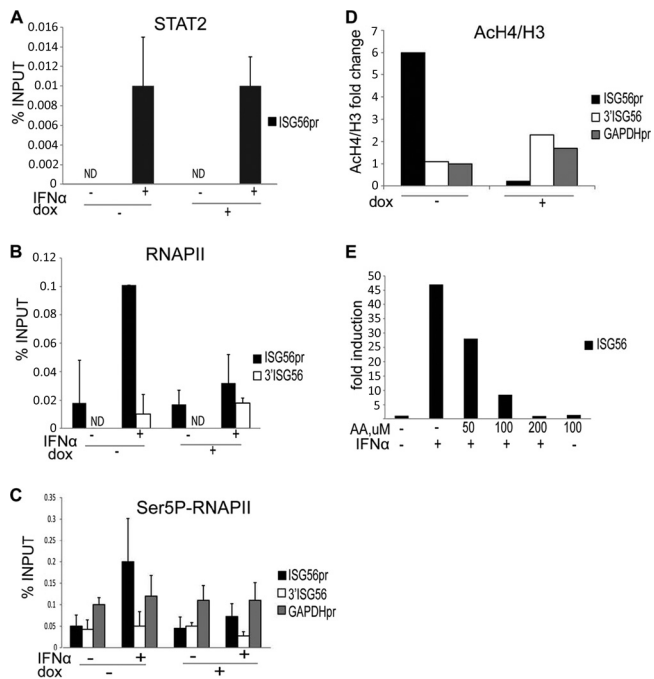 A
STAT2
% INPUT
0.016
0.014
0.012
0.01
0.008
0.006
0.004
0.002
0
ND
ND
ISG56pr
IFNα - + - +
dox - +
B
RNAPII
% INPUT
0.12
0.1
0.08
0.06
0.04
0.02
0
ND
ND
ISG56pr
3'ISG56
IFNα - + - +
dox - +
C
Ser5P-RNAPII
% INPUT
0.35
0.3
0.25
0.2
0.15
0.1
0.05
0
ISG56pr
3'ISG56
GAPDHpr
IFNα - + - +
dox - +
D
AcH4/H3
AcH4/H3 fold change
7
6
5
4
3
2
1
0
ISG56pr
3'ISG56
GAPDHpr
dox - +
E
fold induction
50
45
40
35
30
25
20
15
10
5
ISG56
AA,uM - - 50 100 200 100
IFNα - + + + + -